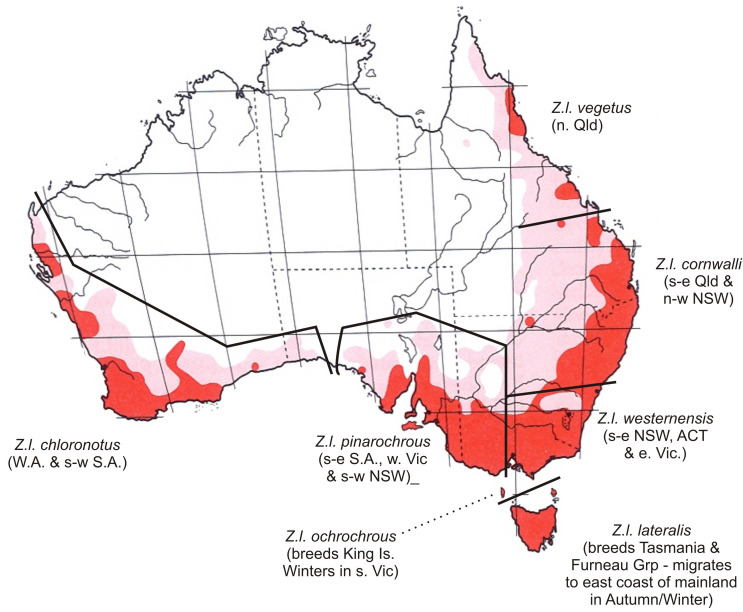 Z.l. vegetus
(n. Qld)
Z.l. cornwalli
(s-e Qld &
n-w NSW)
Z.l. westernensis
(s-e NSW, ACT
& e. Vic.)
Z.l. chloronotus
(W.A. & s-w S.A.)
Z.l. pinarochrous
(s-e S.A., w. Vic
& s-w NSW)_
Z.l. ochrochrous
(breeds King Is.
Winters in s. Vic)
Z.l. lateralis
(breeds Tasmania &
Furneau Grp - migrates
to east coast of mainland
in Autumn/Winter)